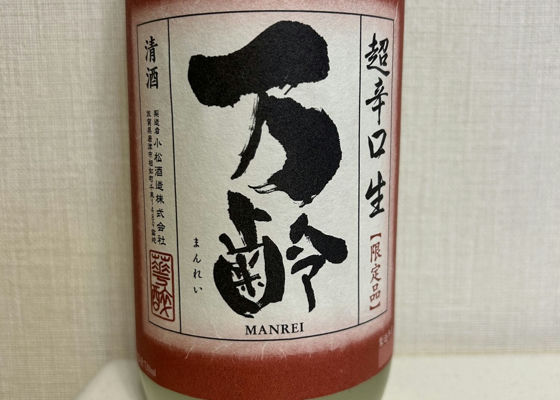 超辛口生
【限定品】
万齢
まんれい
MANREI
清酒
製造者 小松酒造株式会社